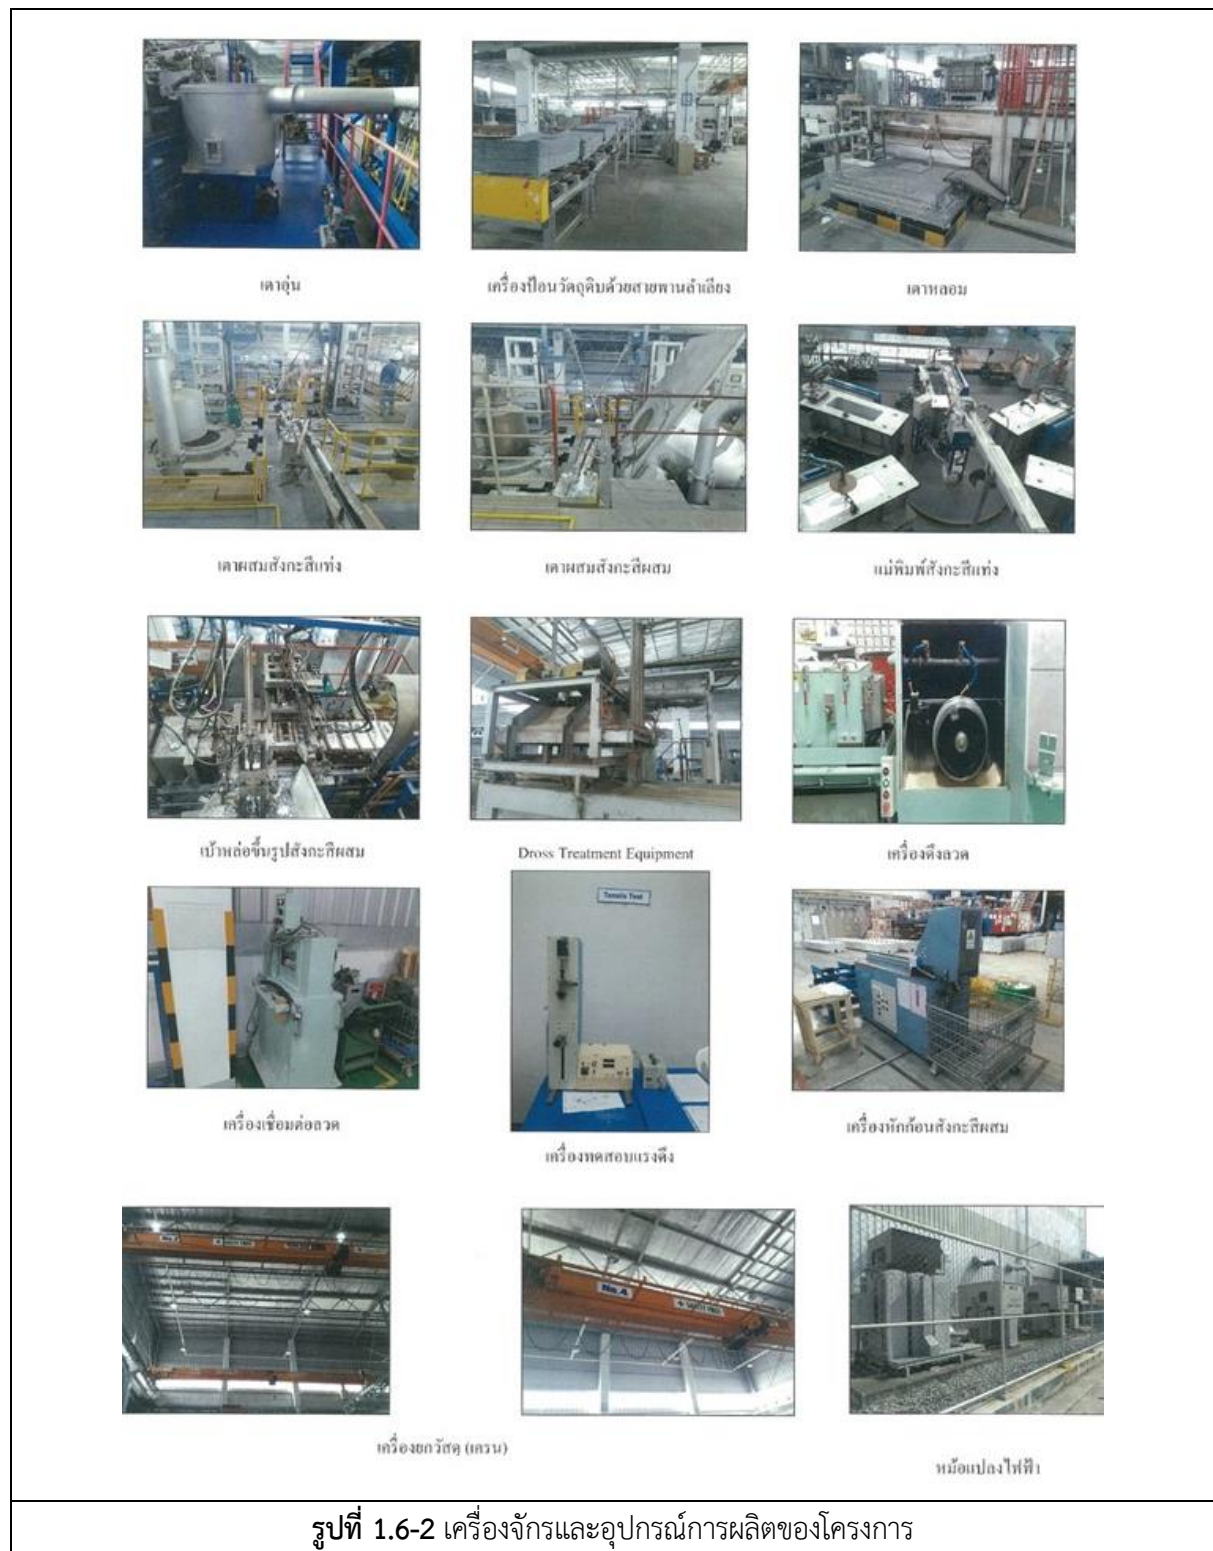 เตาอุ่น
เครื่องป้อนวัตถุดิบด้วยสายพานลำเลียง
เตาหลอม
เตาผสมสังกะสีแท่ง
เตาผสมสังกะสีผสม
แม่พิมพ์สังกะสีแท่ง
เบ้าหล่อขึ้นรูปสังกะสีผสม
Dross Treatment Equipment
เครื่องดึงลวด
Tensile Test
เครื่องเชื่อมต่อลวด
เครื่องทดสอบแรงดึง
เครื่องหักก้อนสังกะสีผสม
No.4
SAFETY FIRST
เครื่องยกวัสดุ (เครน)
หม้อแปลงไฟฟ้า
รูปที่ 1.6-2 เครื่องจักรและอุปกรณ์การผลิตของโครงการ